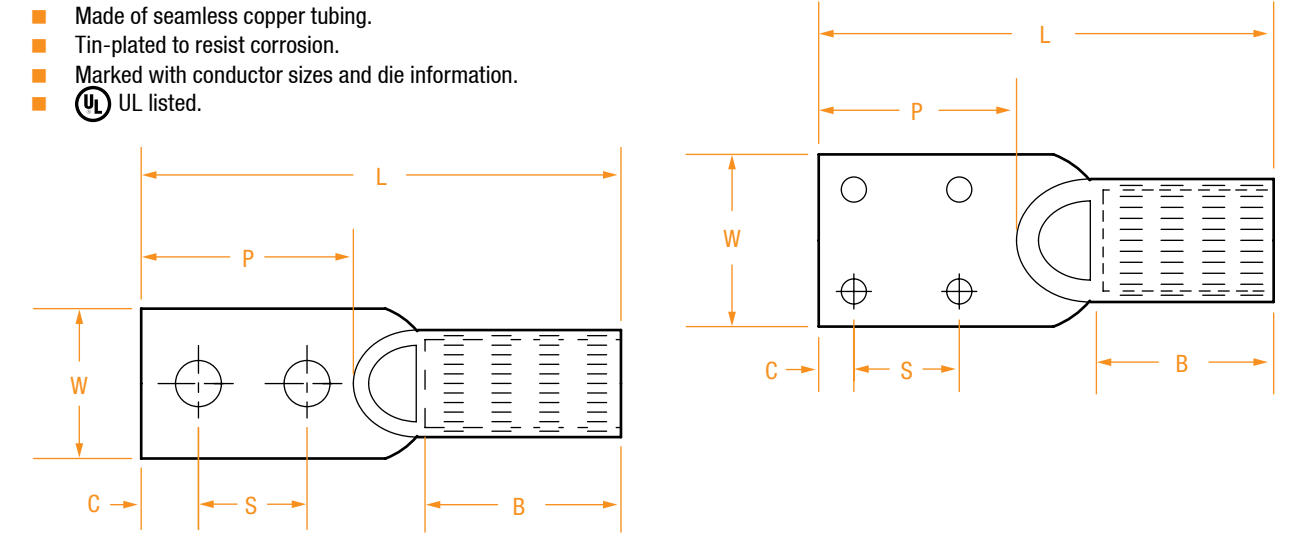 Made of seamless copper tubing.
Tin-plated to resist corrosion.
Marked with conductor sizes and die information.
UL UL listed.
L
P
W
C
S
B
L
P
W
C
S
B